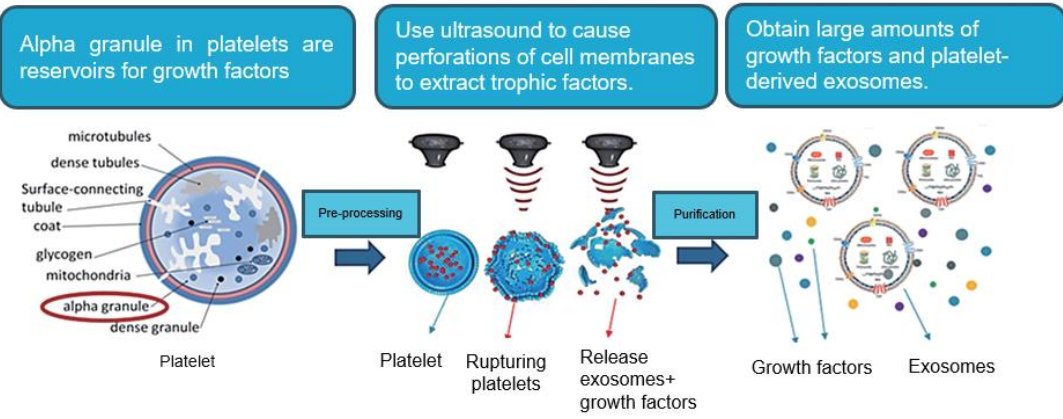 Alpha granule in platelets are
reservoirs for growth factors
Use ultrasound to cause
perforations of cell membranes
to extract trophic factors.
Obtain large amounts of
growth factors and platelet-
derived exosomes.
microtubules
dense tubules
Surface-connecting
tubule
coat
glycogen
mitochondria
alpha granule
dense granule
Platelet
Pre-processing
Platelet
Rupturing
platelets
Release
exosomes+
growth factors
Purification
Growth factors
Exosomes